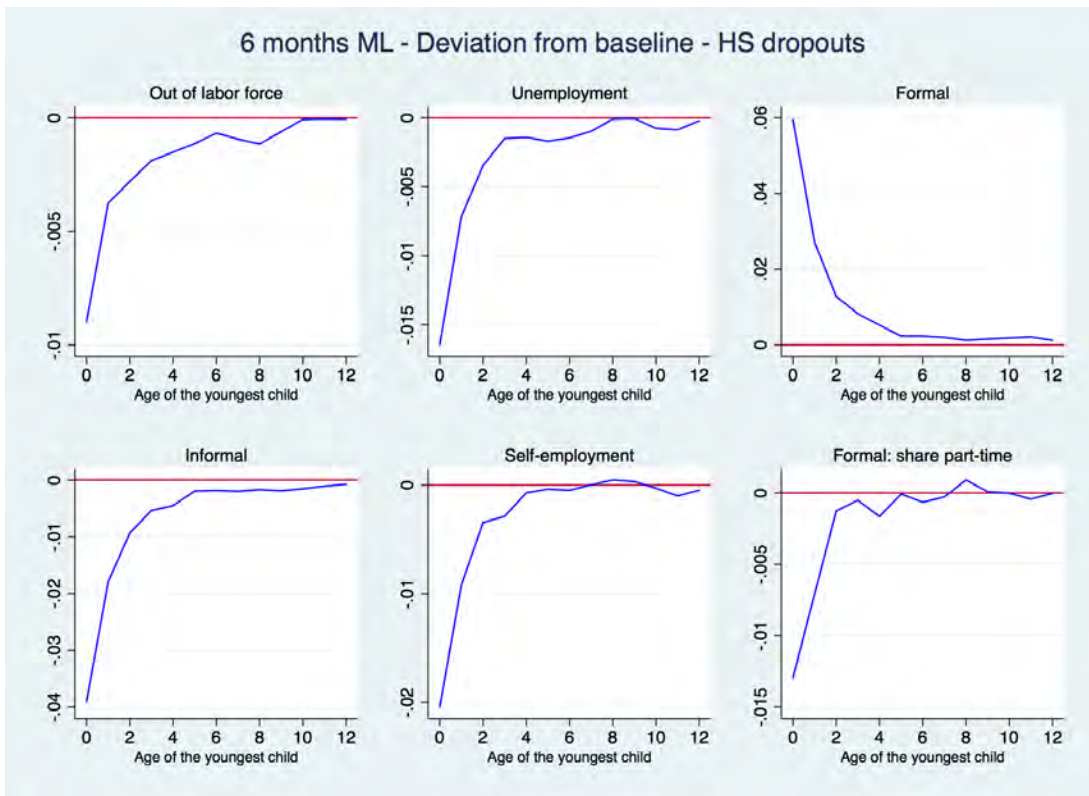 6 months ML - Deviation from baseline - HS dropouts
Out of labor force
0
-.005
-.01
0 2 4 6 8 10 12
Age of the youngest child
Unemployment
0
-.005
-.01
-.015
0 2 4 6 8 10 12
Age of the youngest child
Formal
.06
.04
.02
0
0 2 4 6 8 10 12
Age of the youngest child
Informal
0
-.01
-.02
-.03
-.04
0 2 4 6 8 10 12
Age of the youngest child
Self-employment
0
-.01
-.02
0 2 4 6 8 10 12
Age of the youngest child
Formal: share part-time
0
-.005
-.01
-.015
0 2 4 6 8 10 12
Age of the youngest child